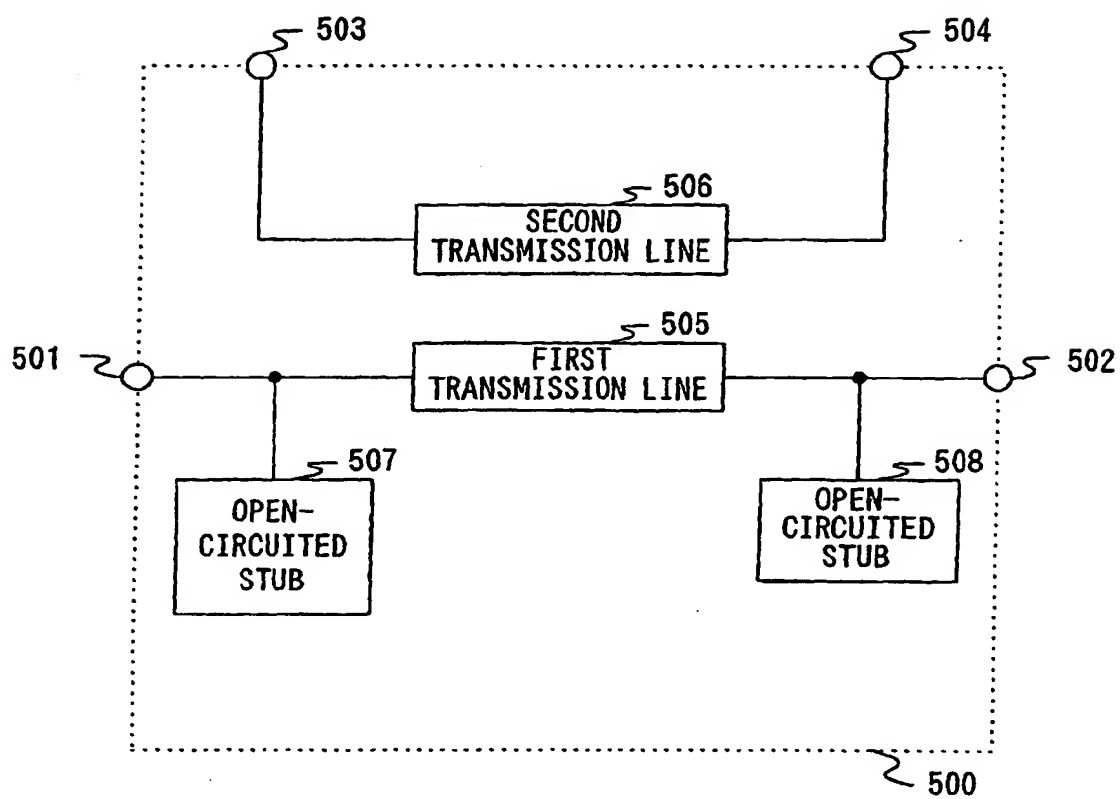 503
504
506
SECOND
TRANSMISSION LINE
505
501
FIRST
TRANSMISSION LINE
502
507
508
OPEN-
CIRCUITED
STUB
OPEN-
CIRCUITED
STUB
500